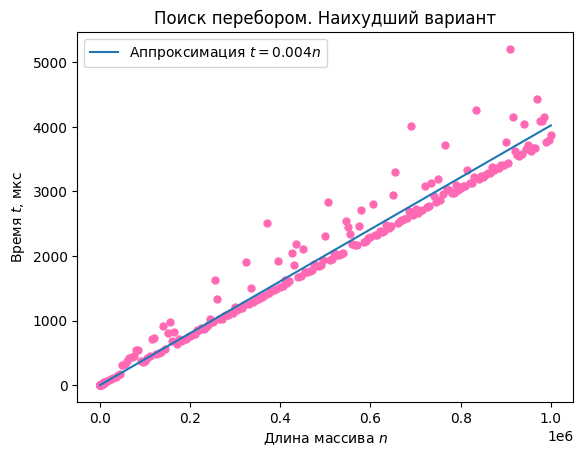 Поиск перебором. Наихудший вариант
Аппроксимация t = 0.004n
Время t, мкс
5000
4000
3000
2000
1000
0
0.0 0.2 0.4 0.6 0.8 1.0
1e6
Длина массива n